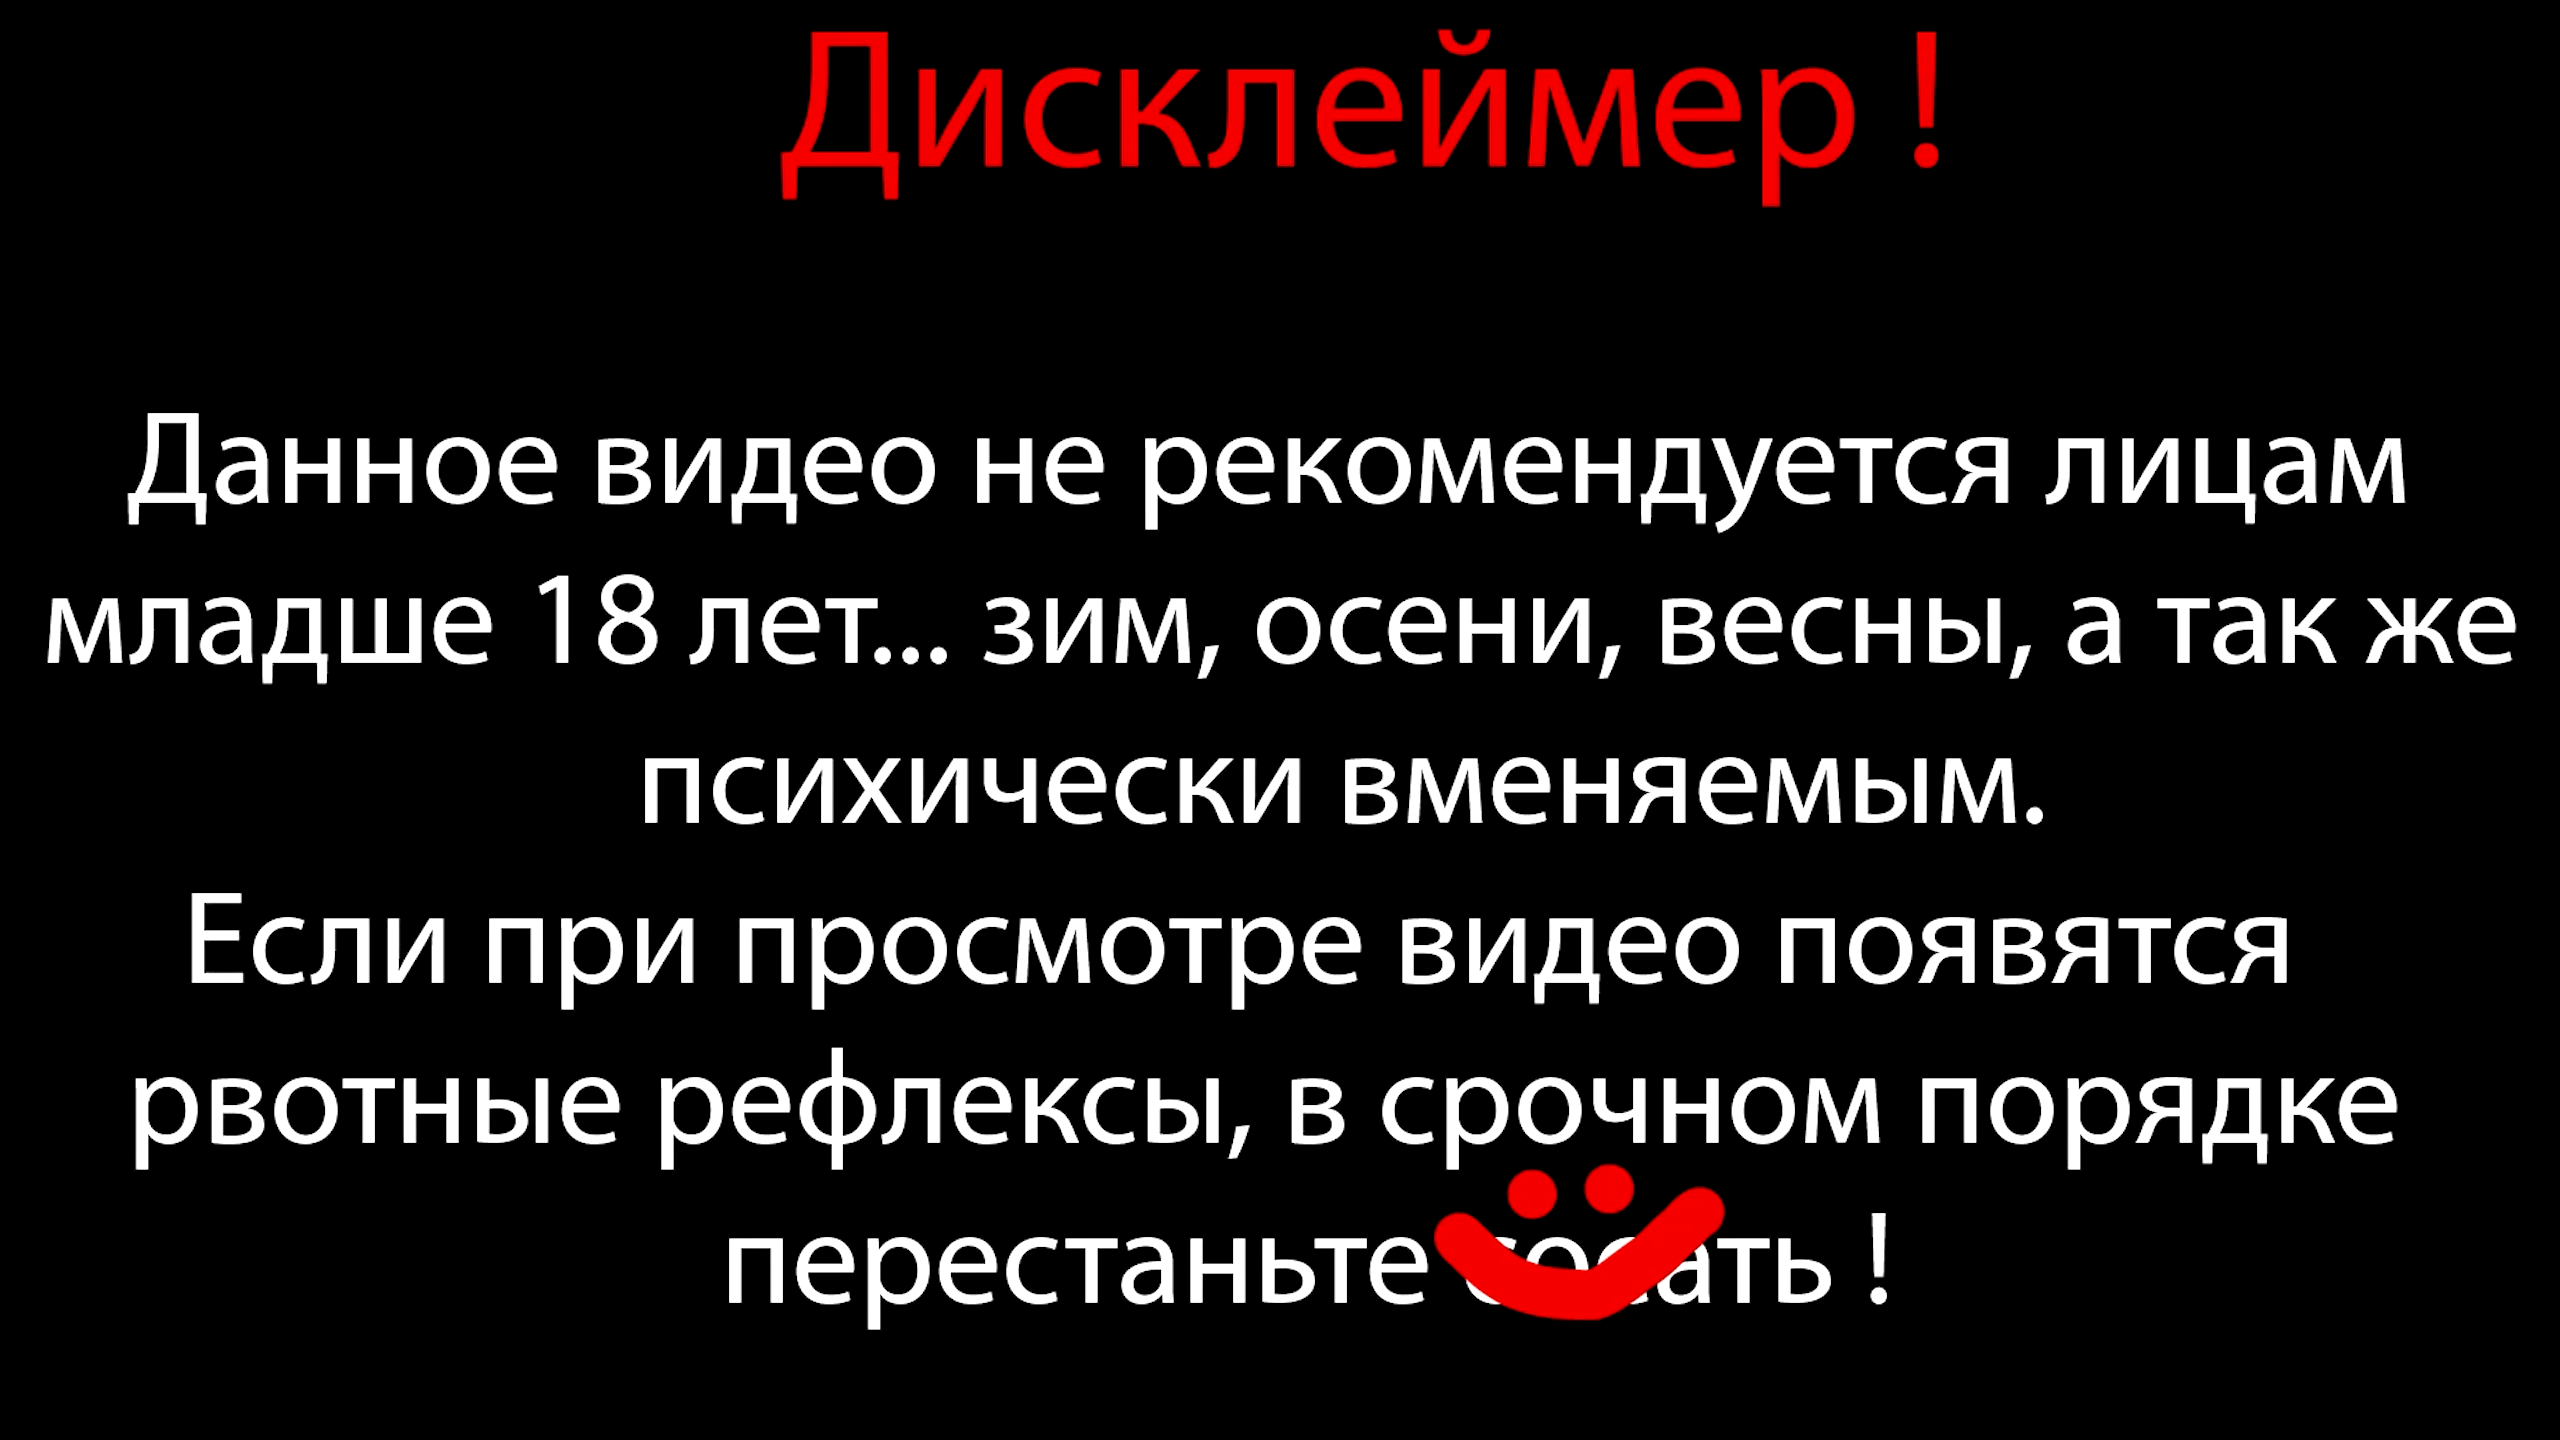 Дисклеймер !
Данное видео не рекомендуется лицам
младше 18 лет... зим, осени, весны, а так же
психически вменяемым.
Если при просмотре видео появятся
рвотные рефлексы, в срочном порядке
перестаньте сосать !